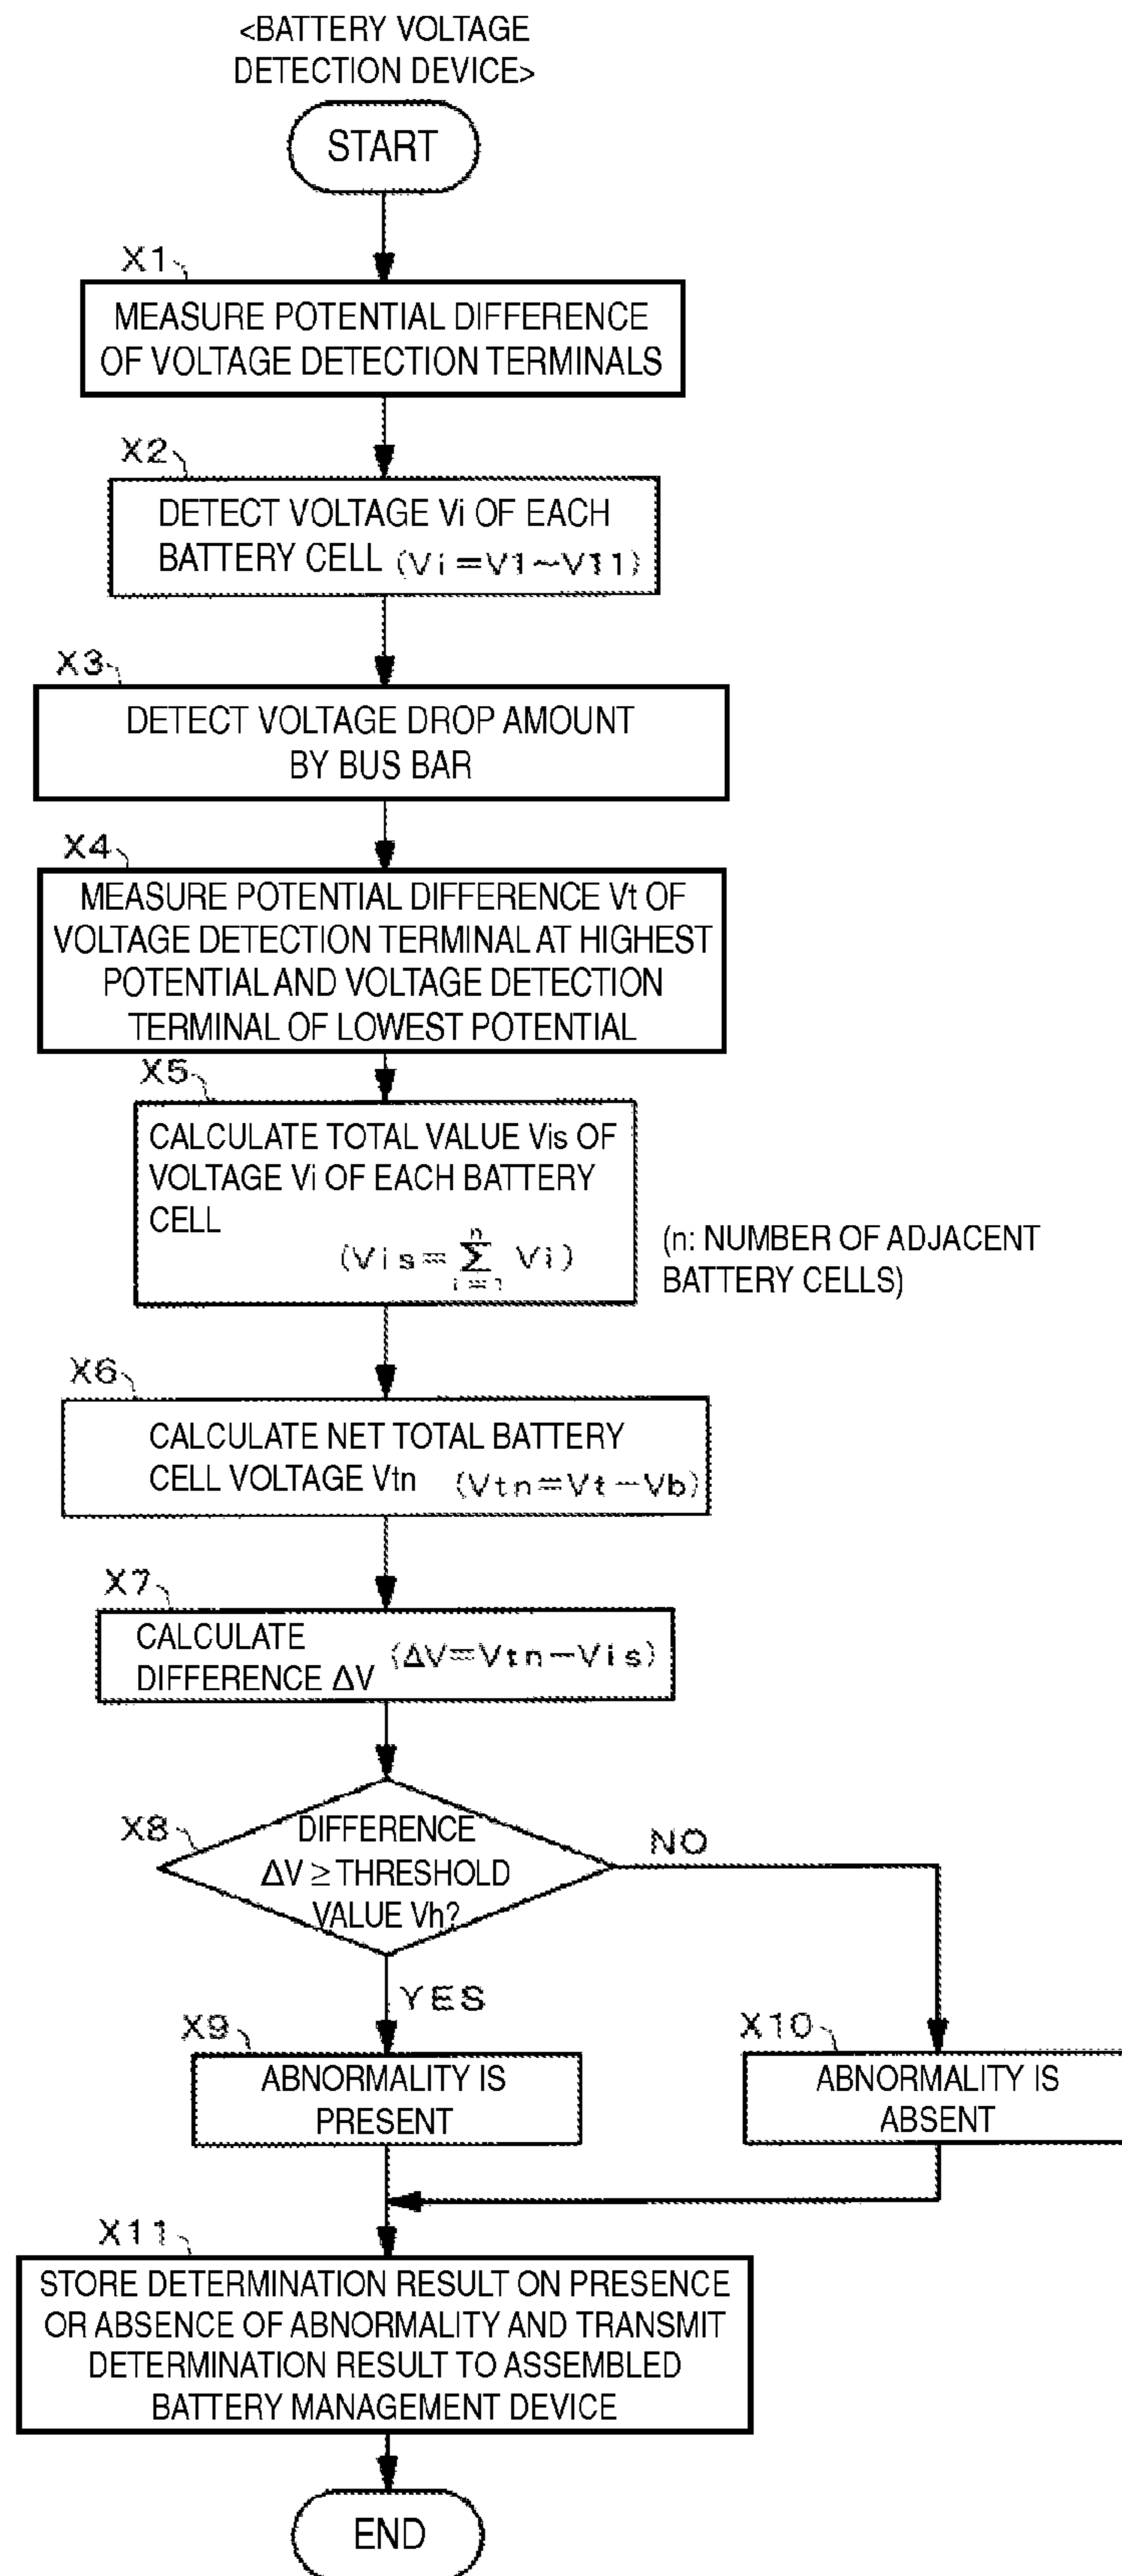 <BATTERY VOLTAGE
DETECTION DEVICE>
START
X1
MEASURE POTENTIAL DIFFERENCE
OF VOLTAGE DETECTION TERMINALS
X2
DETECT VOLTAGE Vi OF EACH
BATTERY CELL (Vi=V1~V11)
X3
DETECT VOLTAGE DROP AMOUNT
BY BUS BAR
X4
MEASURE POTENTIAL DIFFERENCE Vt OF
VOLTAGE DETECTION TERMINAL AT HIGHEST
POTENTIAL AND VOLTAGE DETECTION
TERMINAL OF LOWEST POTENTIAL
X5
CALCULATE TOTAL VALUE Vis OF
VOLTAGE Vi OF EACH BATTERY
CELL
(Vis=∑ⁿᵢ₌₁ Vi)
(n: NUMBER OF ADJACENT
BATTERY CELLS)
X6
CALCULATE NET TOTAL BATTERY
CELL VOLTAGE Vtn (Vtn=Vt−Vb)
X7
CALCULATE
DIFFERENCE ΔV (ΔV=Vtn−Vis)
X8
DIFFERENCE
ΔV ≥ THRESHOLD
VALUE Vh?
NO
YES
X9
ABNORMALITY IS
PRESENT
X10
ABNORMALITY IS
ABSENT
X11
STORE DETERMINATION RESULT ON PRESENCE
OR ABSENCE OF ABNORMALITY AND TRANSMIT
DETERMINATION RESULT TO ASSEMBLED
BATTERY MANAGEMENT DEVICE
END